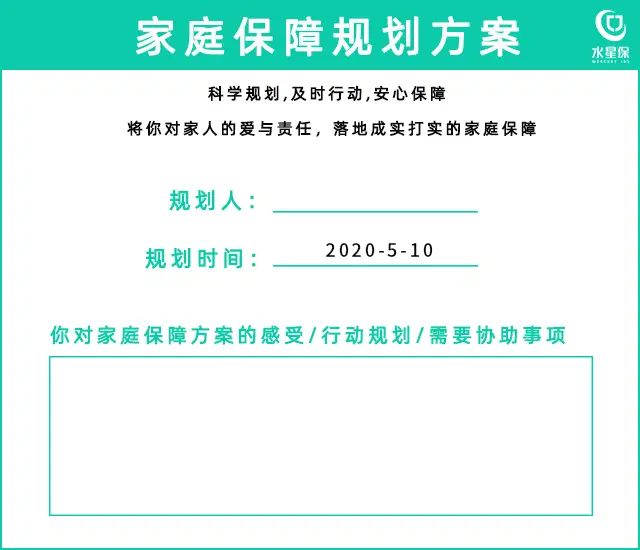 家庭保障规划方案
水星保
MERCURY INS
科学规划,及时行动,安心保障
将你对家人的爱与责任，落地成实打实的家庭保障
规划人：
规划时间：2020-5-10
你对家庭保障方案的感受/行动规划/需要协助事项